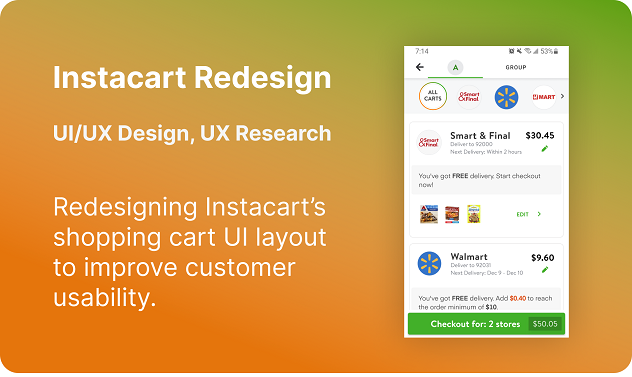 Instacart Redesign
UI/UX Design, UX Research
Redesigning Instacart's
shopping cart UI layout
to improve customer
usability.
7:14
53%
A
GROUP
ALL
CARTS
Smart
&Final
MART
Smart & Final
Smart
&Final
$30.45
Deliver to 92000
Next Delivery: Within 2 hours
You've got FREE delivery. Start checkout
now!
EDIT
Walmart
$9.60
Deliver to 92031
Next Delivery: Dec 9 - Dec 10
You've got FREE delivery. Add $0.40 to reach
the order minimum of $10.
Checkout for: 2 stores
$50.05